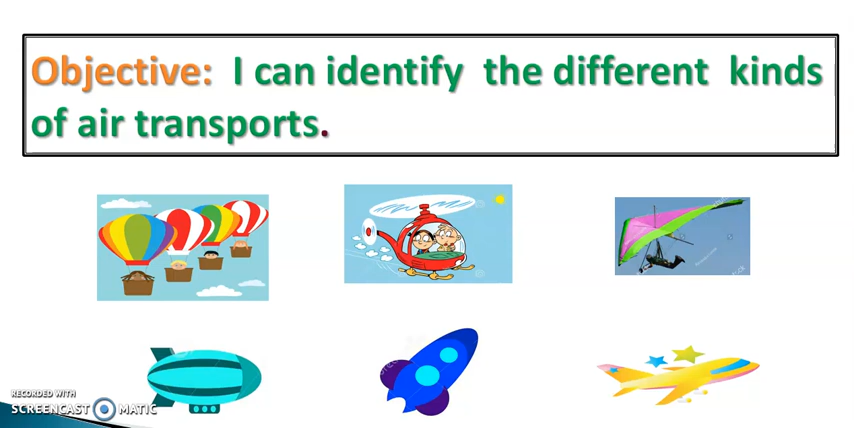 Objective: I can identify the different kinds
of air transports.
RECORDED WITH
SCREENCAST MATIC